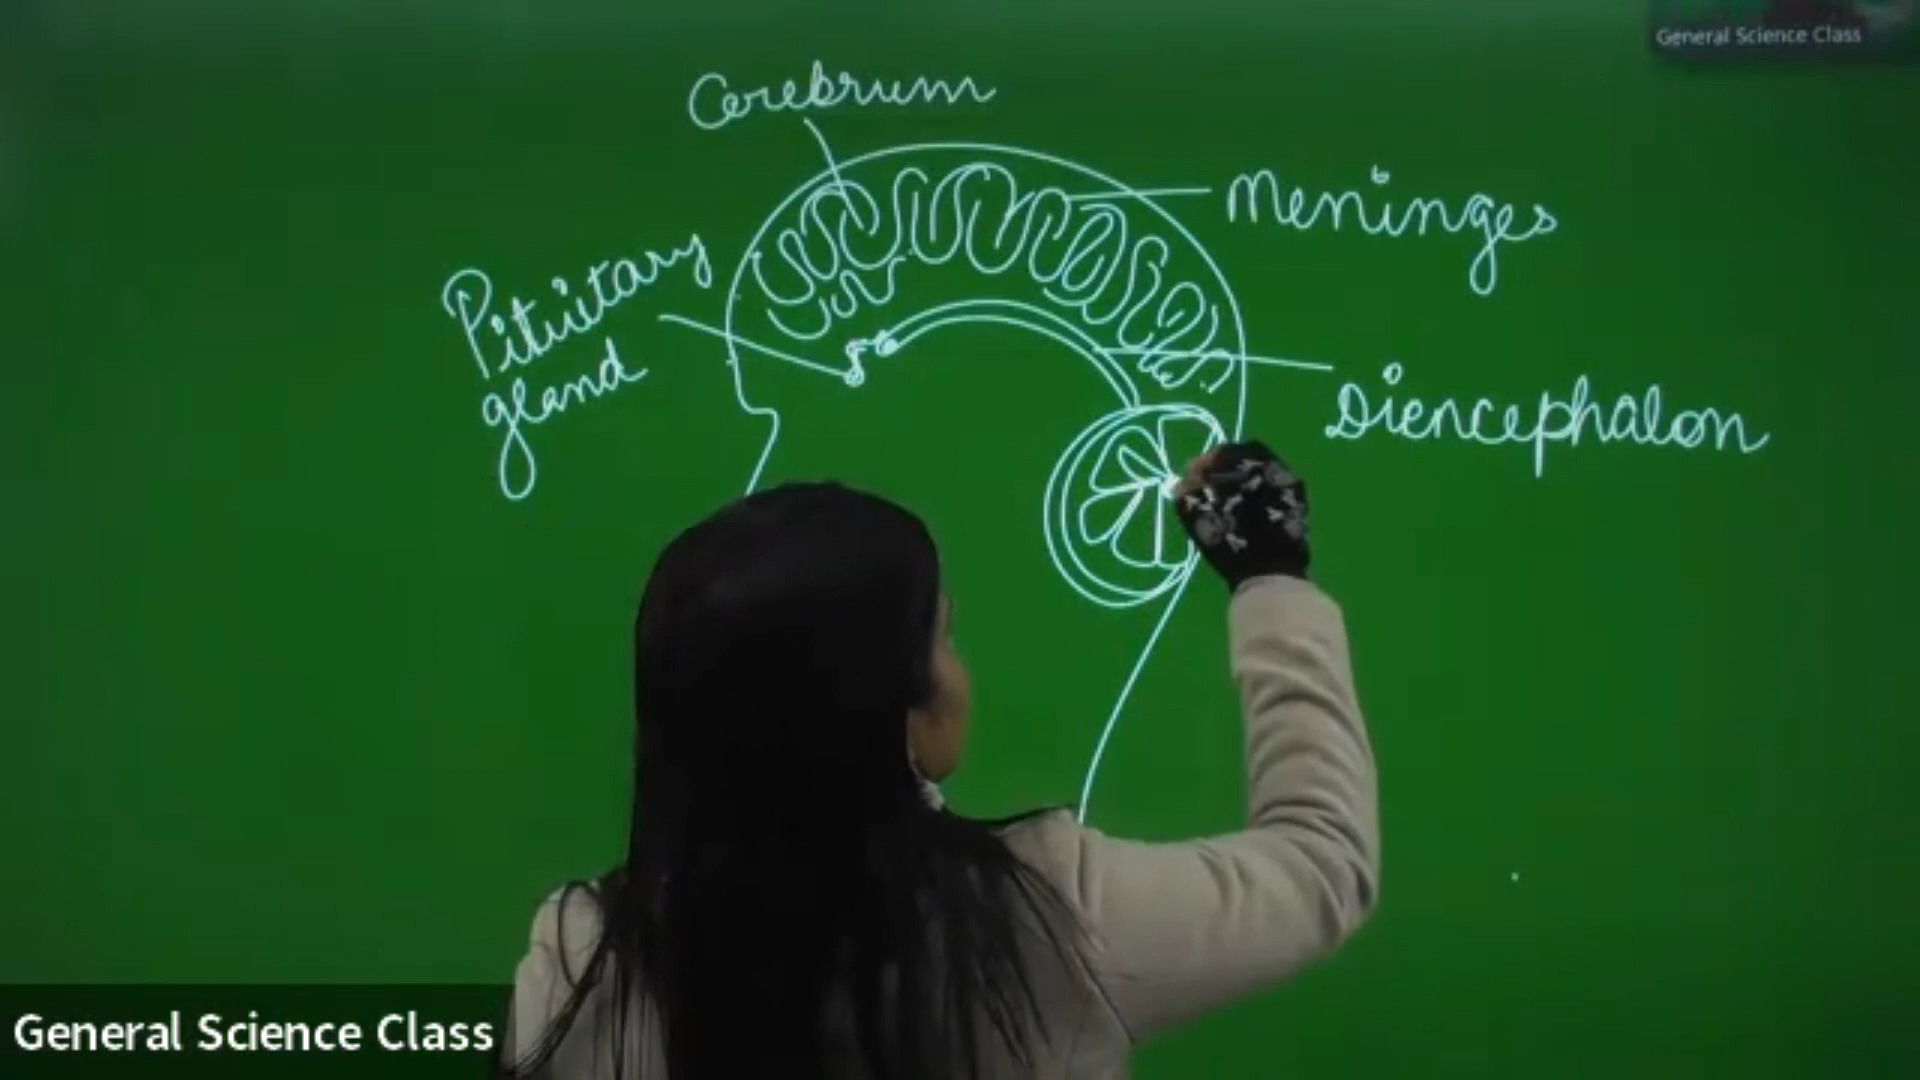 General Science Class
Cerebrum
Meninges
Pituitary
gland
Diencephalon
General Science Class